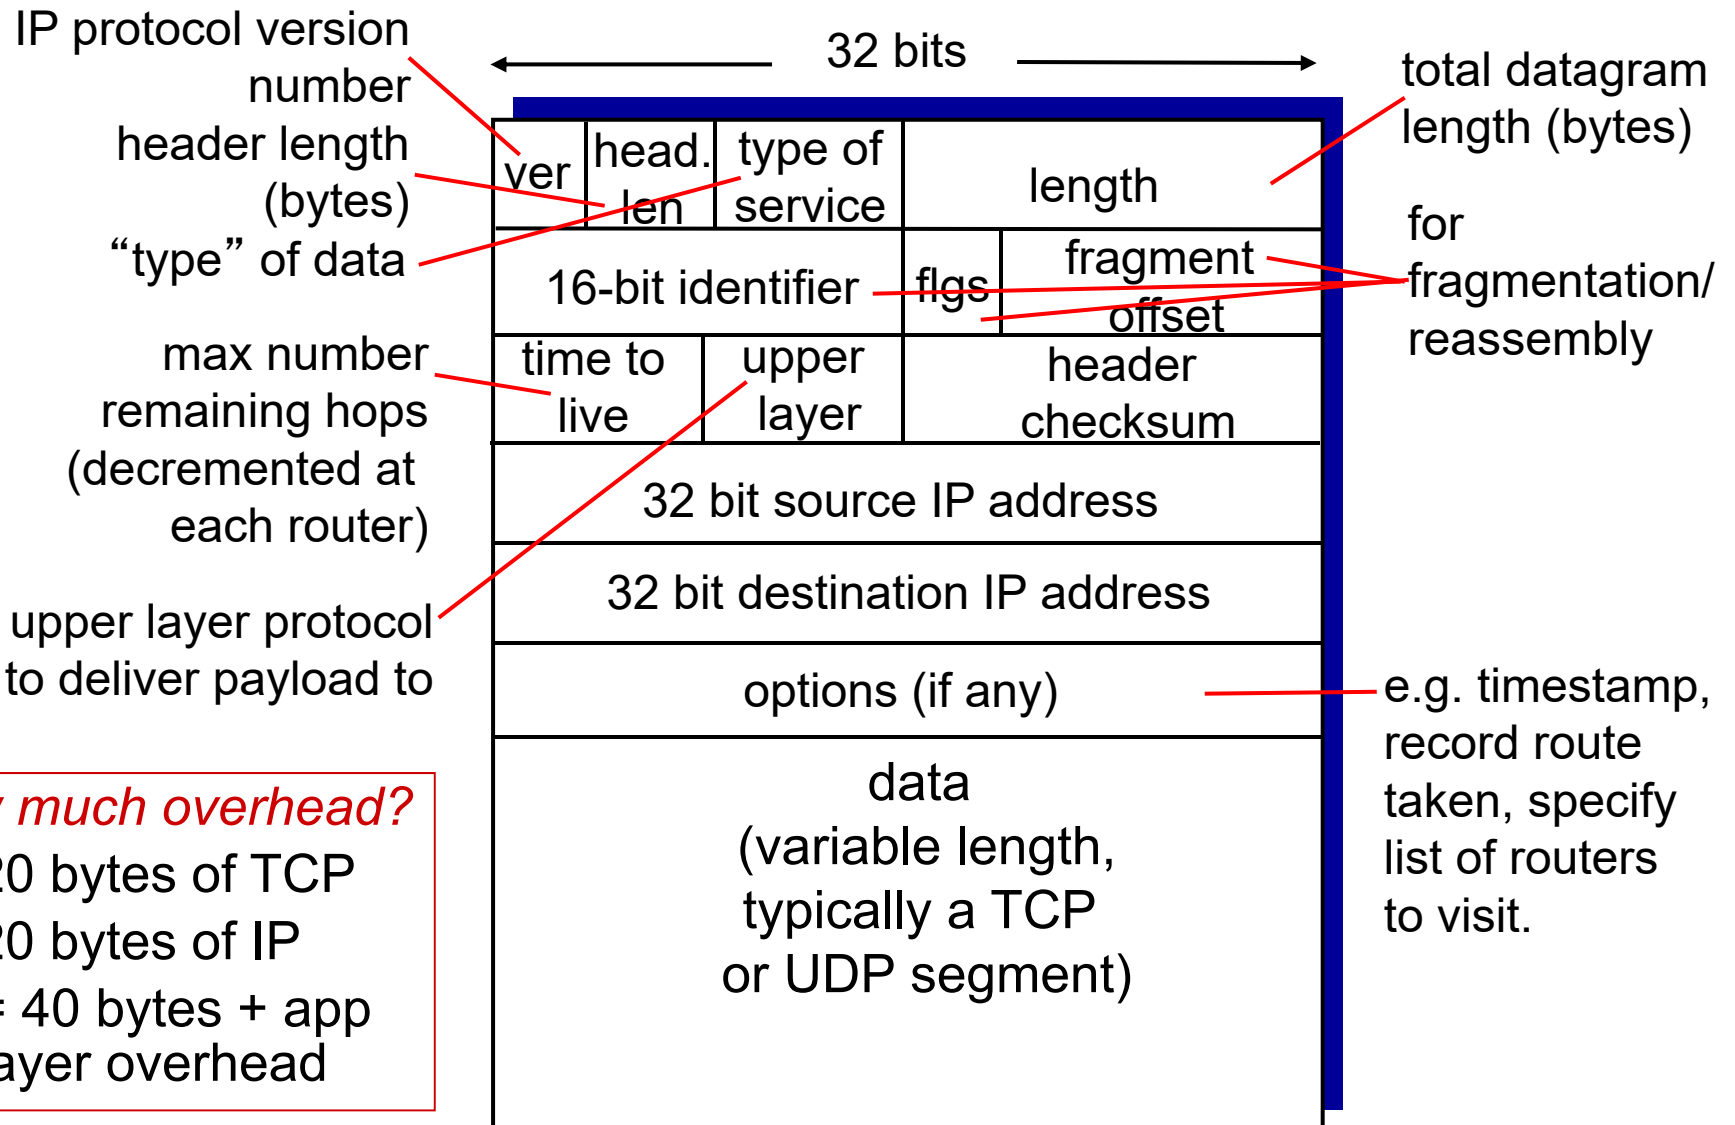 IP protocol version
number
header length
(bytes)
“type” of data
max number
remaining hops
(decremented at
each router)
upper layer protocol
to deliver payload to
much overhead?
20 bytes of TCP
20 bytes of IP
= 40 bytes + app
overhead
32 bits
ver
head.
len
type of
service
length
16-bit identifier
flgs
fragment
offset
time to
live
upper
layer
header
checksum
32 bit source IP address
32 bit destination IP address
options (if any)
data
(variable length,
typically a TCP
or UDP segment)
total datagram
length (bytes)
for
fragmentation/
reassembly
e.g. timestamp,
record route
taken, specify
list of routers
to visit.